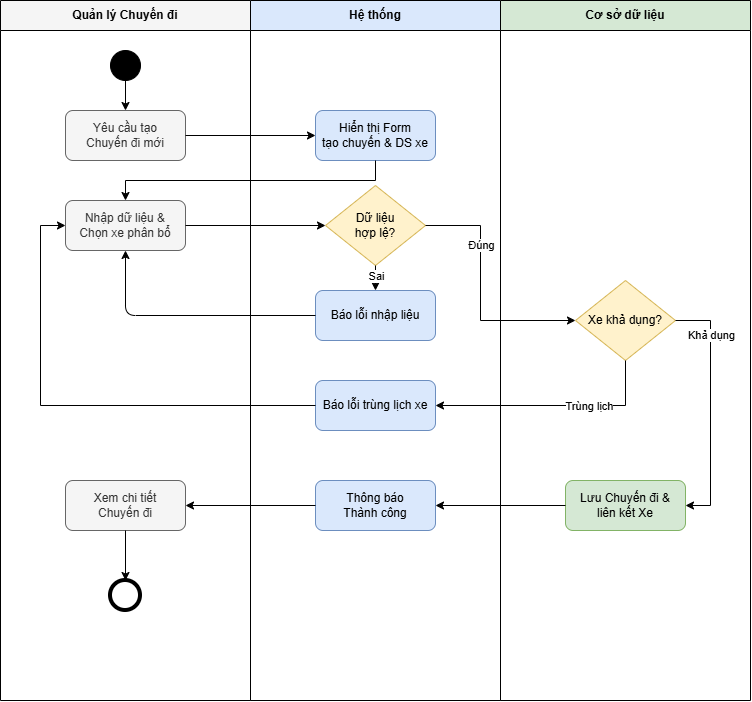 Quản lý Chuyến đi
Hệ thống
Cơ sở dữ liệu
Yêu cầu tạo
Chuyến đi mới
Hiển thị Form
tạo chuyến & DS xe
Nhập dữ liệu &
Chọn xe phân bổ
Dữ liệu
hợp lệ?
Đúng
Sai
Báo lỗi nhập liệu
Xe khả dụng?
Khả dụng
Trùng lịch
Báo lỗi trùng lịch xe
Xem chi tiết
Chuyến đi
Thông báo
Thành công
Lưu Chuyến đi &
liên kết Xe